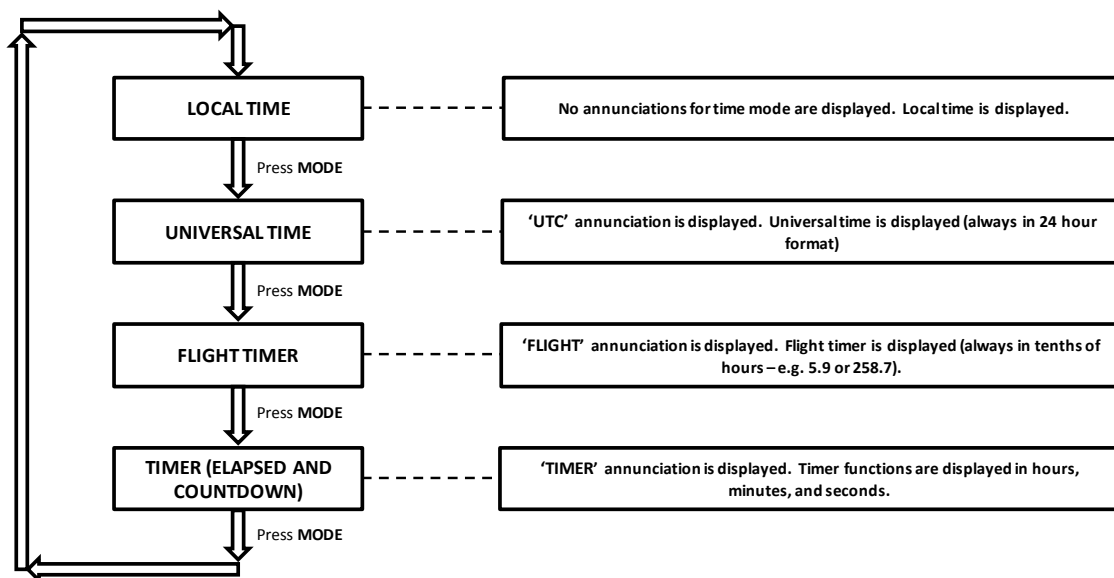 LOCAL TIME
No annunciations for time mode are displayed. Local time is displayed.
Press MODE
UNIVERSAL TIME
‘UTC’ annunciation is displayed. Universal time is displayed (always in 24 hour
format)
Press MODE
FLIGHT TIMER
‘FLIGHT’ annunciation is displayed. Flight timer is displayed (always in tenths of
hours – e.g. 5.9 or 258.7).
Press MODE
TIMER (ELAPSED AND
COUNTDOWN)
‘TIMER’ annunciation is displayed. Timer functions are displayed in hours,
minutes, and seconds.
Press MODE